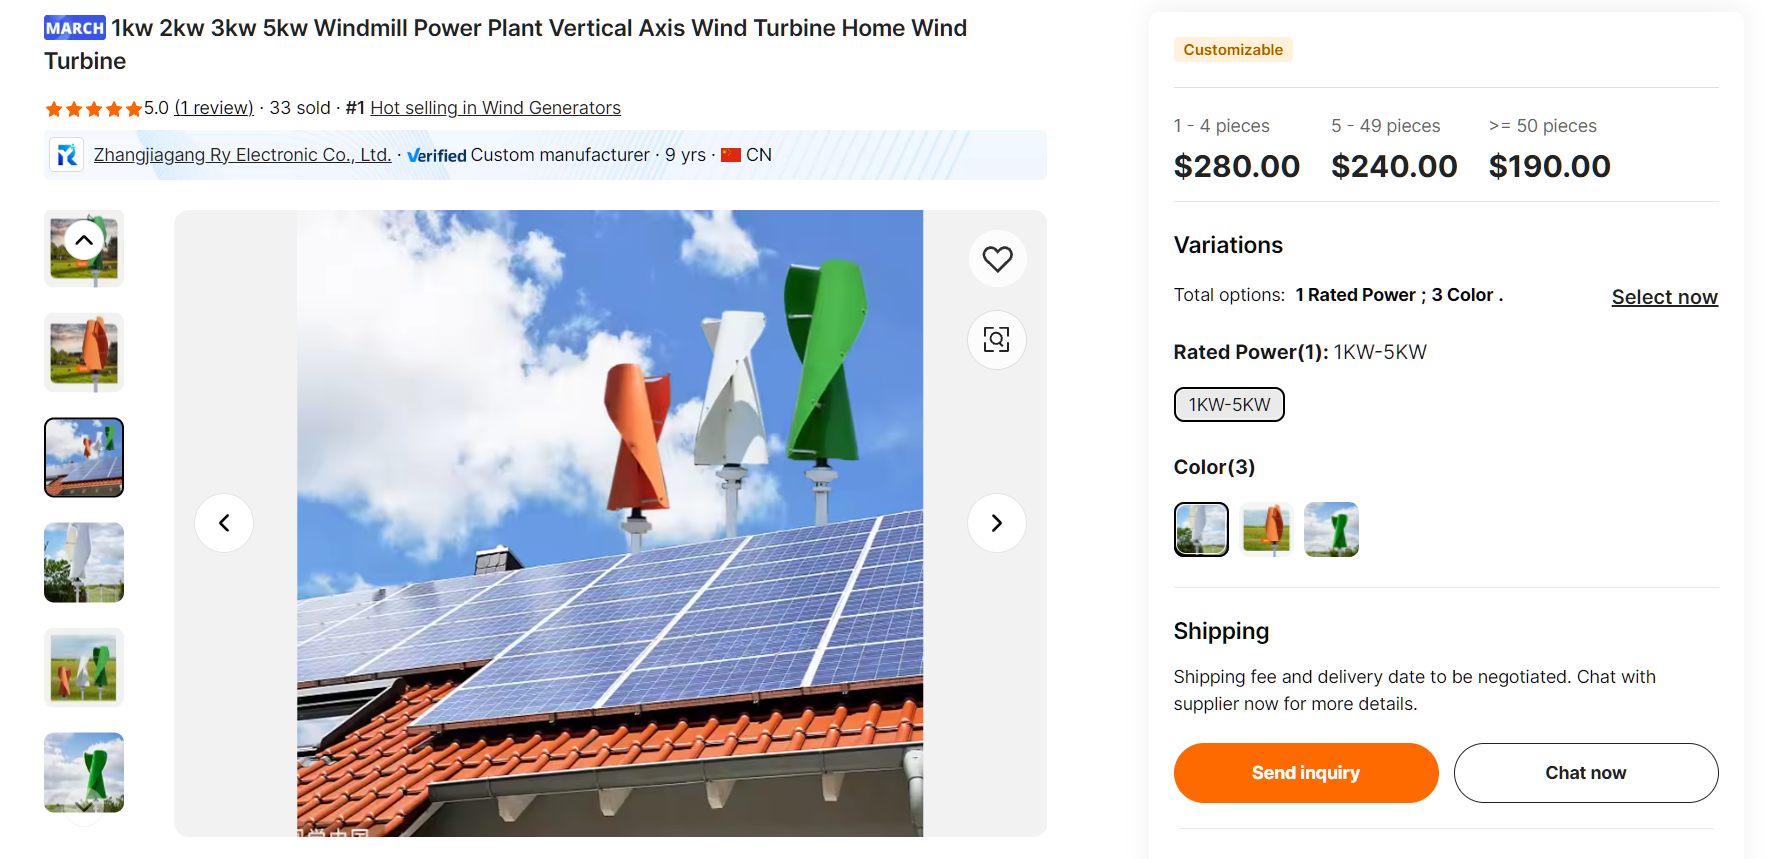 MARCH 1kw 2kw 3kw 5kw Windmill Power Plant Vertical Axis Wind Turbine Home Wind
Turbine
5.0 (1 review) · 33 sold · #1 Hot selling in Wind Generators
Zhangjiagang Ry Electronic Co., Ltd. · Verified Custom manufacturer · 9 yrs · CN
Customizable
1 - 4 pieces
$280.00
5 - 49 pieces
$240.00
>= 50 pieces
$190.00
Variations
Total options: 1 Rated Power ; 3 Color .
Select now
Rated Power(1): 1KW-5KW
1KW-5KW
Color(3)
Shipping
Shipping fee and delivery date to be negotiated. Chat with
supplier now for more details.
Send inquiry
Chat now